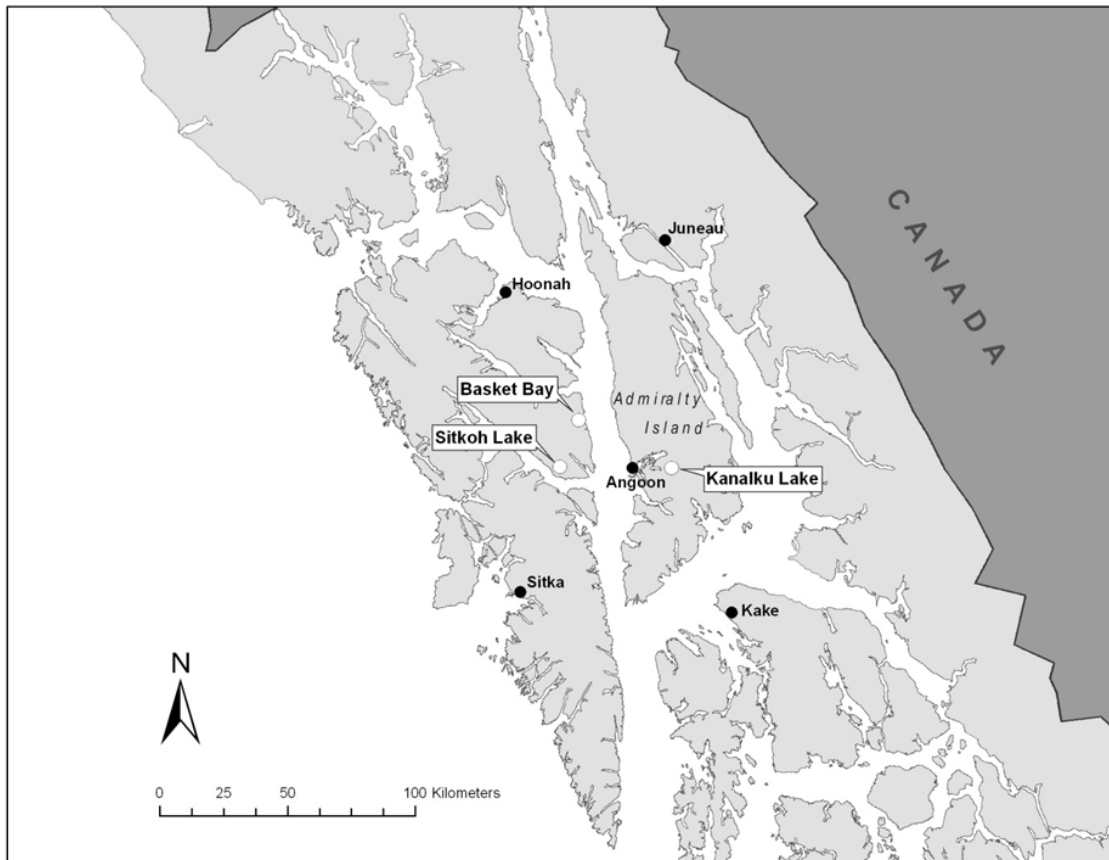 Juneau
CANADA
Hoonah
Basket Bay
Admiralty
Island
Sitkoh Lake
Angoon
Kanalku Lake
Sitka
Kake
N
0 25 50 100 Kilometers